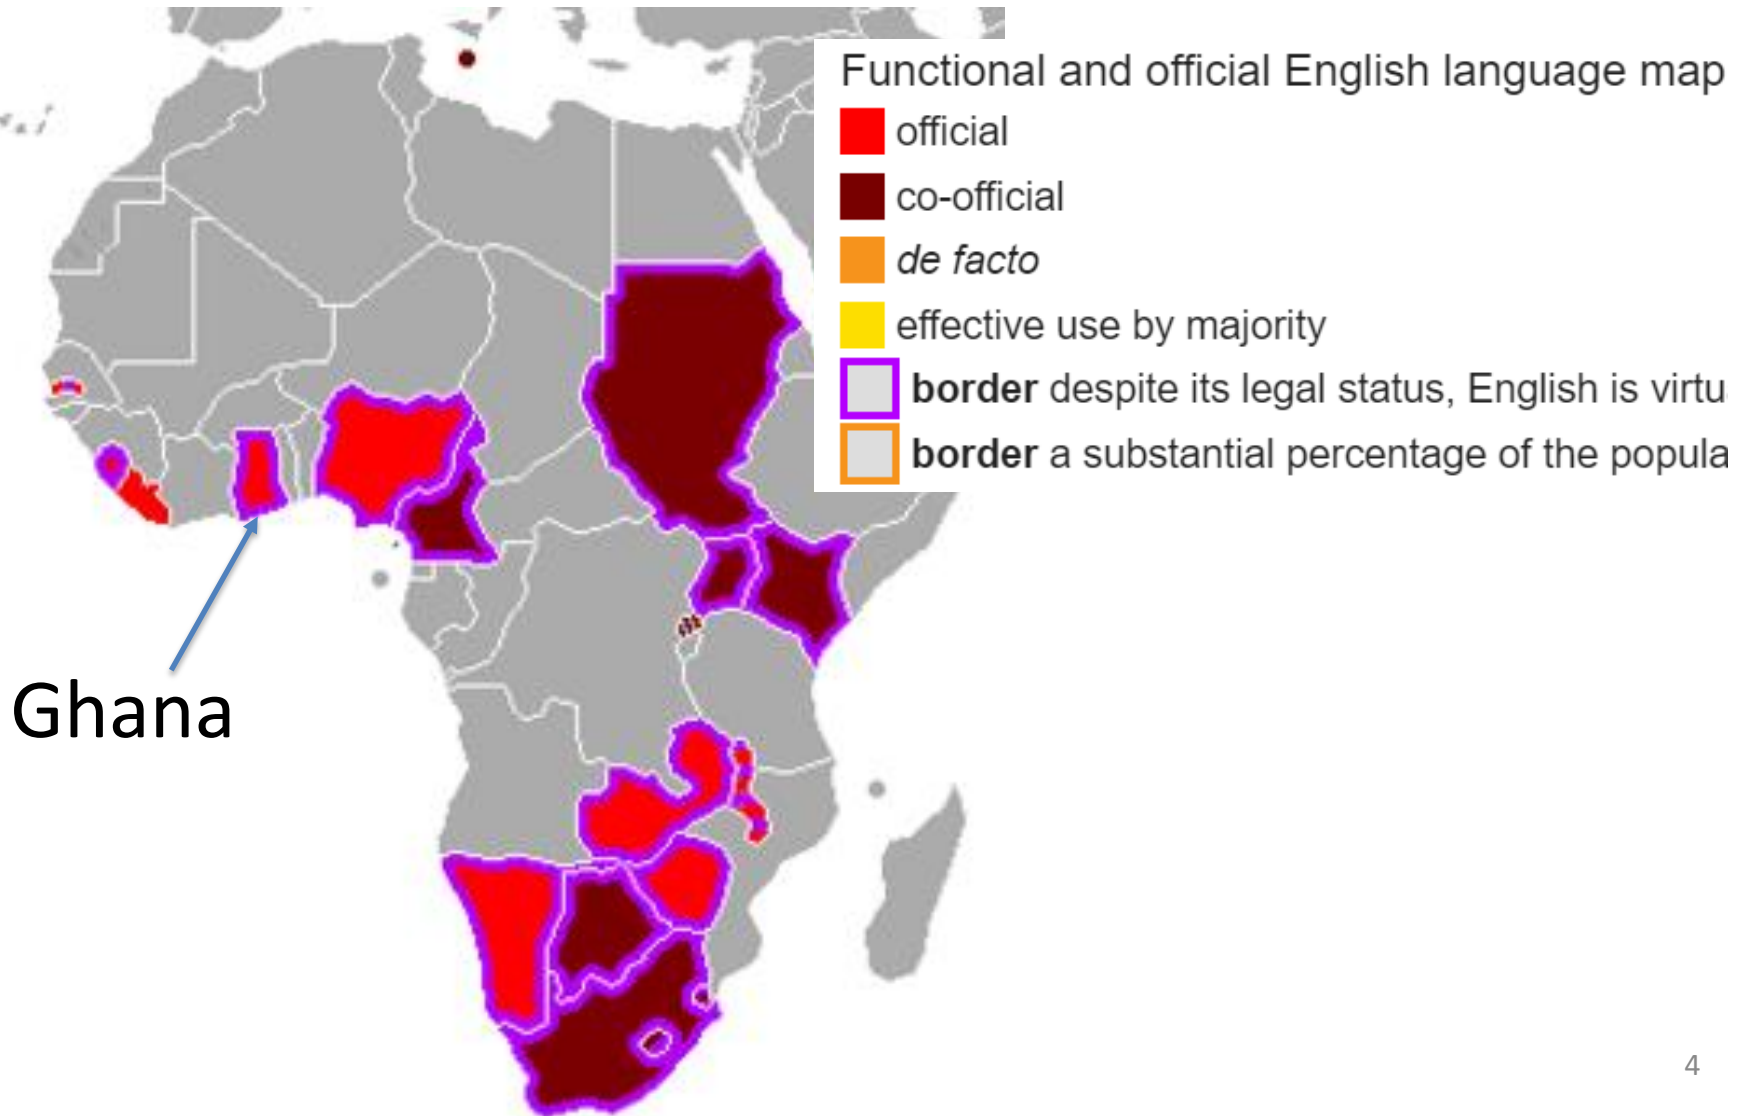 Functional and official English language map
official
co-official
de facto
effective use by majority
border despite its legal status, English is virtu
border a substantial percentage of the popula
Ghana
4